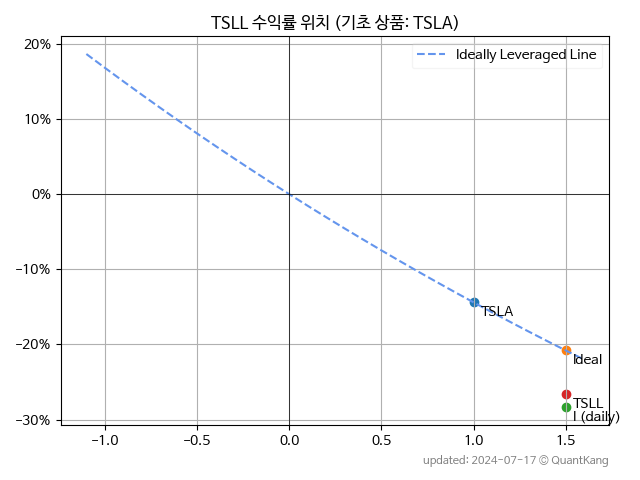 TSLL 수익률 위치 (기초 상품: TSLA)
20%
10%
0%
−10%
−20%
−30%
Ideally Leveraged Line
TSLA
Ideal
TSLL
I (daily)
−1.0
−0.5
0.0
0.5
1.0
1.5
updated: 2024-07-17 © QuantKang